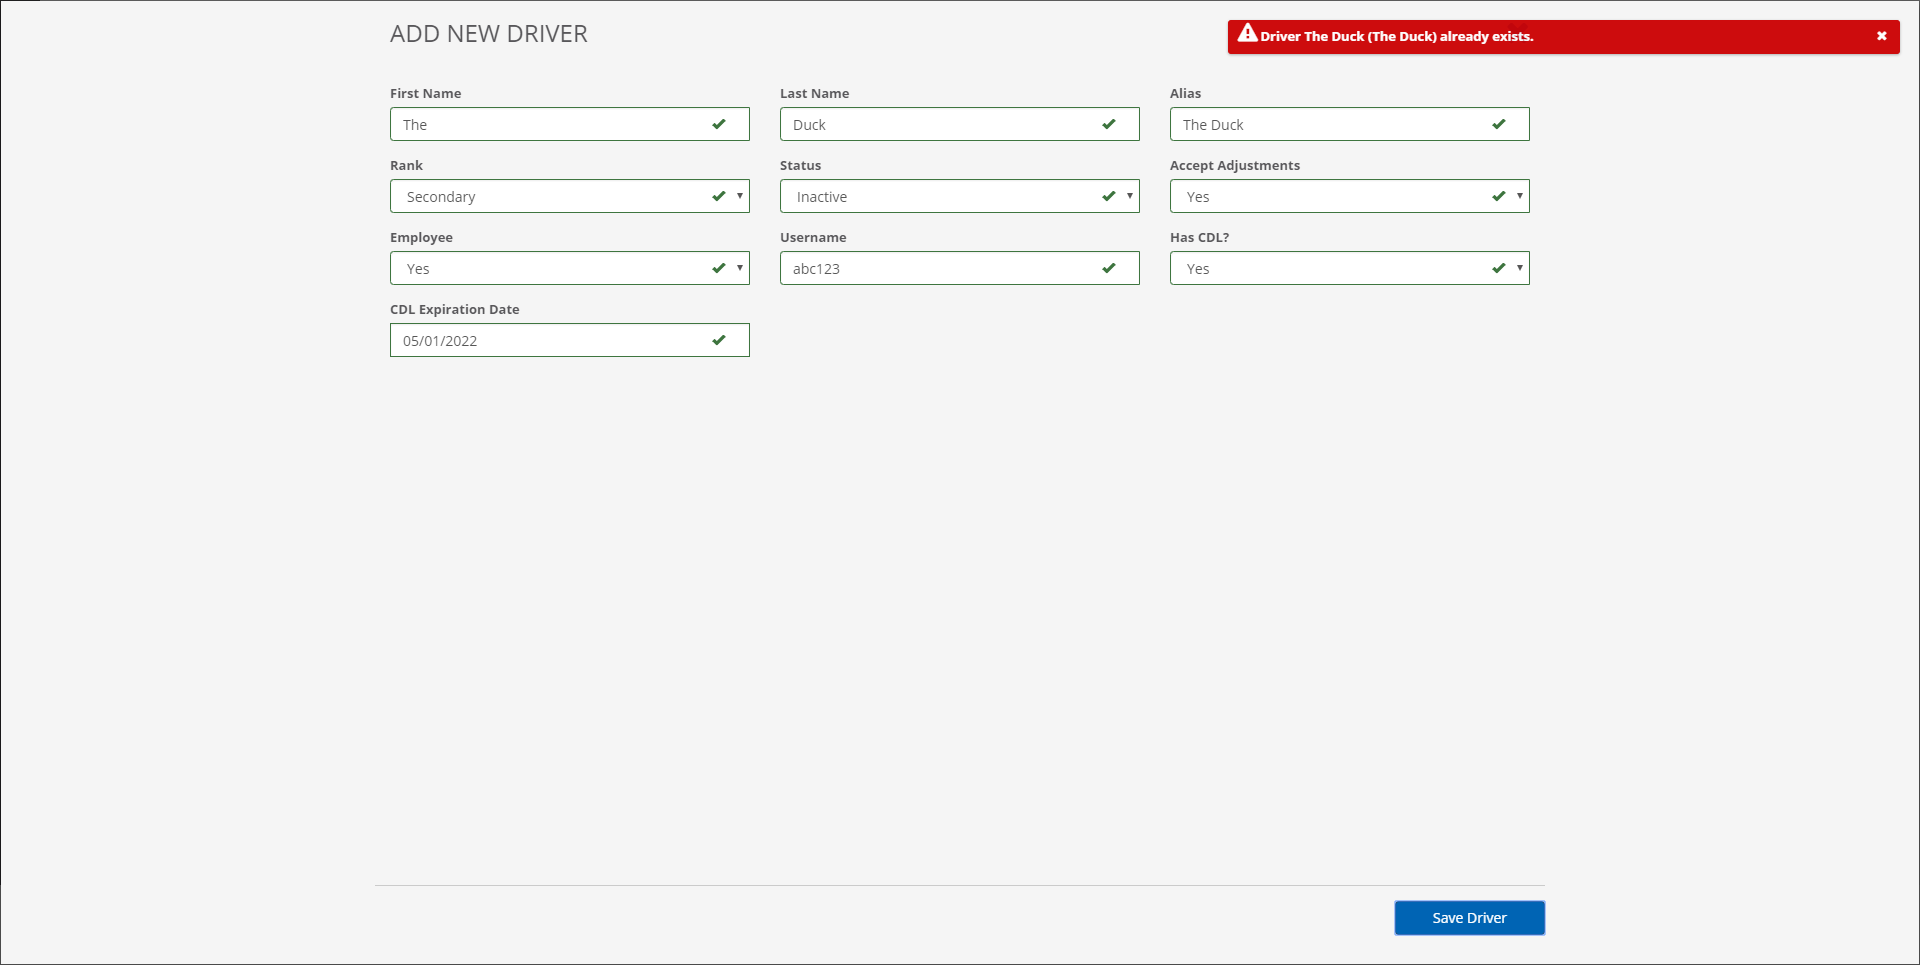 ADD NEW DRIVER
Driver The Duck (The Duck) already exists.
First Name
Last Name
Alias
The
Duck
The Duck
Rank
Status
Accept Adjustments
Secondary
Inactive
Yes
Employee
Username
Has CDL?
Yes
abc123
Yes
CDL Expiration Date
05/01/2022
Save Driver